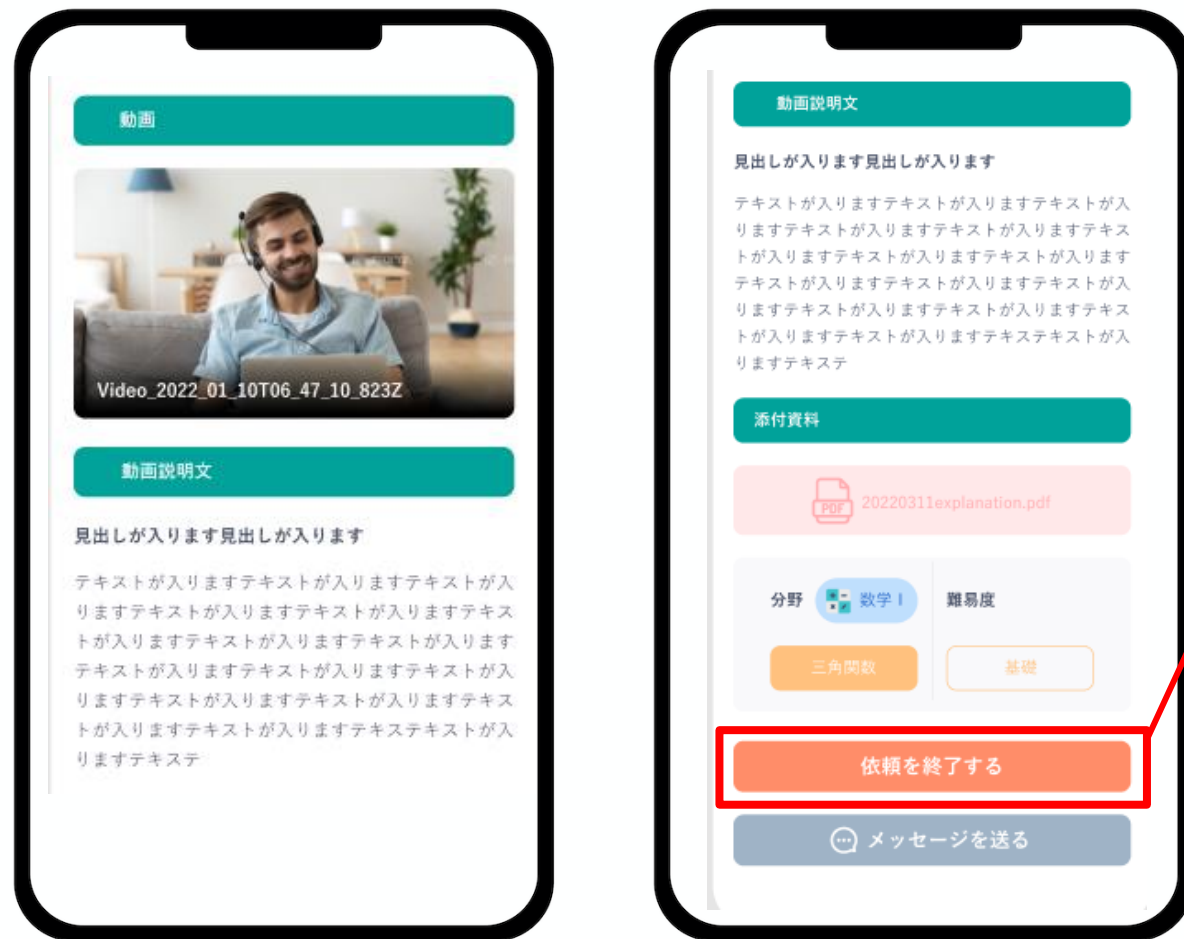 動画
Video_2022_01_10T06_47_10_823Z
動画説明文
見出しが入ります見出しが入ります
テキストが入りますテキストが入りますテキストが入
りますテキストが入りますテキストが入りますテキス
トが入りますテキストが入りますテキストが入ります
テキストが入りますテキストが入りますテキストが入
りますテキストが入りますテキストが入りますテキス
トが入りますテキストが入りますテキステキストが入
りますテキステ
動画説明文
見出しが入ります見出しが入ります
テキストが入りますテキストが入りますテキストが入
りますテキストが入りますテキストが入りますテキス
トが入りますテキストが入りますテキストが入ります
テキストが入りますテキストが入りますテキストが入
りますテキストが入りますテキストが入りますテキス
トが入りますテキストが入りますテキステキストが入
りますテキステ
添付資料
PDF 20220311explanation.pdf
分野 数学Ⅰ 難易度
三角関数 基礎
依頼を終了する
メッセージを送る